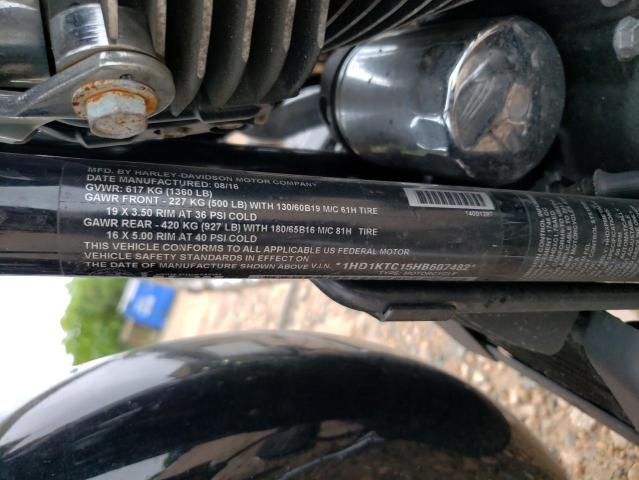 MFD. BY HARLEY-DAVIDSON MOTOR COMPANY
DATE MANUFACTURED: 08/16
GVWR: 617 KG (1360 LB)
GAWR FRONT - 227 KG (500 LB) WITH 130/60B19 M/C 61H TIRE
19 X 3.50 RIM AT 36 PSI COLD
GAWR REAR - 420 KG (927 LB) WITH 180/65B16 M/C 81H TIRE
16 X 5.00 RIM AT 40 PSI COLD
THIS VEHICLE CONFORMS TO ALL APPLICABLE US FEDERAL MOTOR
VEHICLE SAFETY STANDARDS IN EFFECT ON
THE DATE OF MANUFACTURE SHOWN ABOVE V.I.N. *1HD1KTC15HB607482*
TYPE: MOTORCYCLE